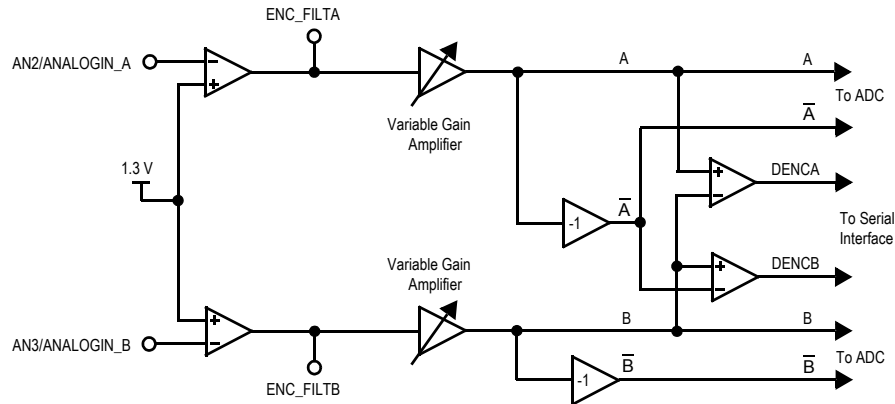 ENC_FILTA
AN2/ANALOGIN_A
−
+
A
A
To ADC
Variable Gain
Amplifier
A̅
1.3 V
+
−
DENCA
-1
A̅
To Serial
Interface
Variable Gain
Amplifier
+
−
DENCB
+
−
B
B
AN3/ANALOGIN_B
To ADC
-1
B̅
B̅
ENC_FILTB